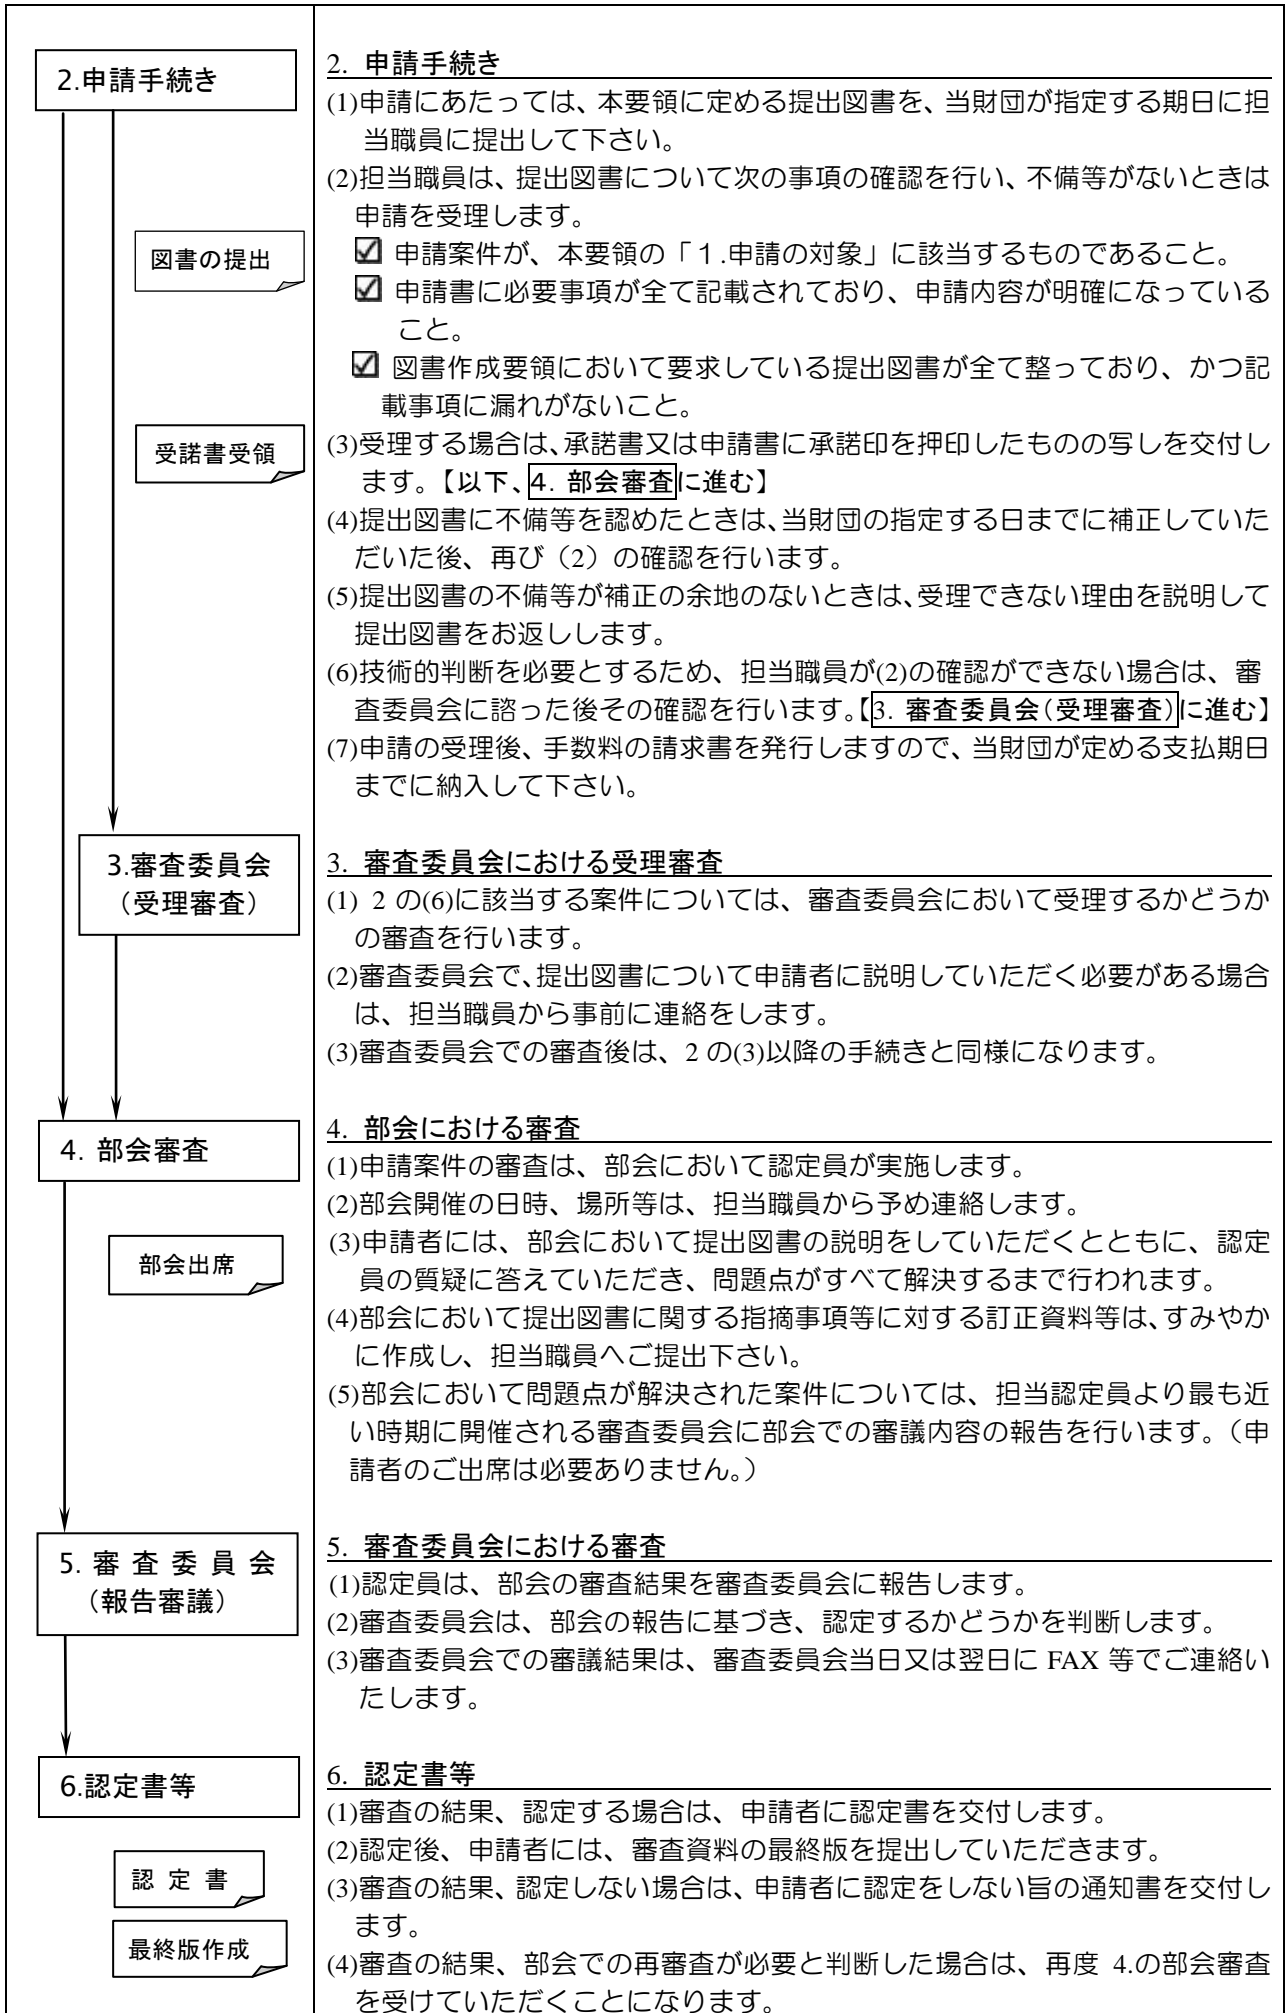 2.申請手続き
図書の提出
受諾書受領
3.審査委員会
（受理審査）
4. 部会審査
部会出席
5. 審 査 委 員 会
（報告審議）
6.認定書等
認 定 書
最終版作成
2. 申請手続き
(1)申請にあたっては、本要領に定める提出図書を、当財団が指定する期日に担
当職員に提出して下さい。
(2)担当職員は、提出図書について次の事項の確認を行い、不備等がないときは
申請を受理します。
☑ 申請案件が、本要領の「１.申請の対象」に該当するものであること。
☑ 申請書に必要事項が全て記載されており、申請内容が明確になっている
こと。
☑ 図書作成要領において要求している提出図書が全て整っており、かつ記
載事項に漏れがないこと。
(3)受理する場合は、承諾書又は申請書に承諾印を押印したものの写しを交付し
ます。【以下、4. 部会審査に進む】
(4)提出図書に不備等を認めたときは、当財団の指定する日までに補正していた
だいた後、再び（2）の確認を行います。
(5)提出図書の不備等が補正の余地のないときは、受理できない理由を説明して
提出図書をお返しします。
(6)技術的判断を必要とするため、担当職員が(2)の確認ができない場合は、審
査委員会に諮った後その確認を行います。【3. 審査委員会（受理審査）に進む】
(7)申請の受理後、手数料の請求書を発行しますので、当財団が定める支払期日
までに納入して下さい。
3. 審査委員会における受理審査
(1) 2 の(6)に該当する案件については、審査委員会において受理するかどうか
の審査を行います。
(2)審査委員会で、提出図書について申請者に説明していただく必要がある場合
は、担当職員から事前に連絡をします。
(3)審査委員会での審査後は、2 の(3)以降の手続きと同様になります。
4. 部会における審査
(1)申請案件の審査は、部会において認定員が実施します。
(2)部会開催の日時、場所等は、担当職員から予め連絡します。
(3)申請者には、部会において提出図書の説明をしていただくとともに、認定
員の質疑に答えていただき、問題点がすべて解決するまで行われます。
(4)部会において提出図書に関する指摘事項等に対する訂正資料等は、すみやか
に作成し、担当職員へご提出下さい。
(5)部会において問題点が解決された案件については、担当認定員より最も近
い時期に開催される審査委員会に部会での審議内容の報告を行います。（申
請者のご出席は必要ありません。）
5. 審査委員会における審査
(1)認定員は、部会の審査結果を審査委員会に報告します。
(2)審査委員会は、部会の報告に基づき、認定するかどうかを判断します。
(3)審査委員会での審議結果は、審査委員会当日又は翌日に FAX 等でご連絡い
たします。
6. 認定書等
(1)審査の結果、認定する場合は、申請者に認定書を交付します。
(2)認定後、申請者には、審査資料の最終版を提出していただきます。
(3)審査の結果、認定しない場合は、申請者に認定をしない旨の通知書を交付し
ます。
(4)審査の結果、部会での再審査が必要と判断した場合は、再度 4.の部会審査
を受けていただくことになります。